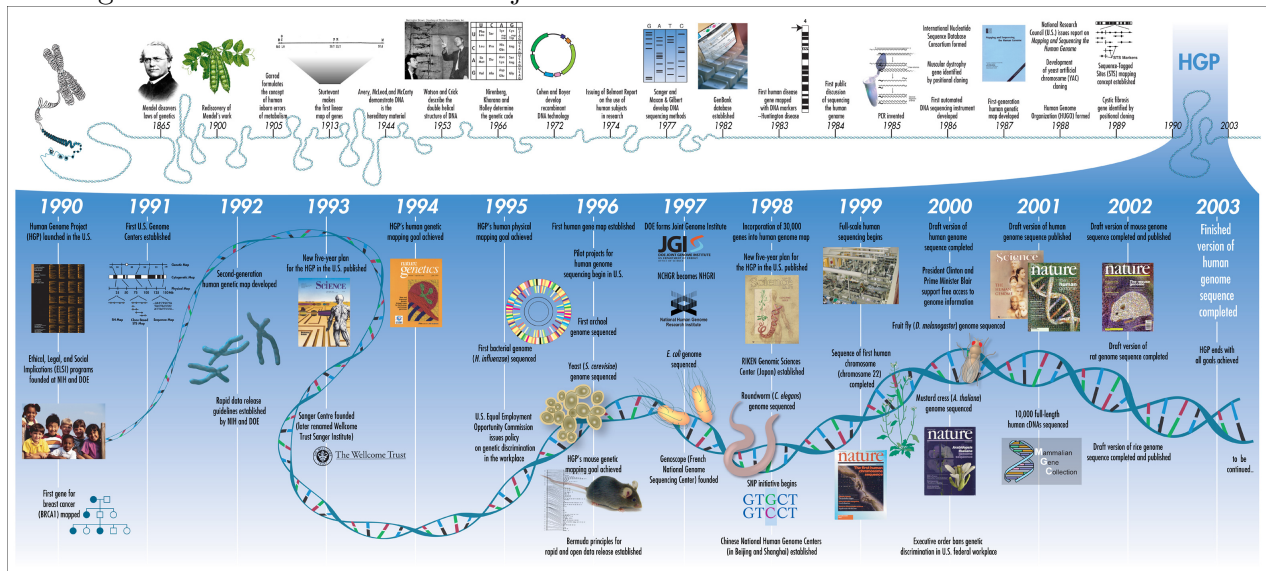 Mendel discovers
laws of genetics
1865
Rediscovery of
Mendel's work
1900
Garrod
formulates
the concept
of human
inborn errors
of metabolism
1905
Sturtevant
makes
the first linear
map of genes
1913
Avery, McLeod, and McCarty
demonstrate DNA
is the
hereditary material
1944
Watson and Crick
describe the
double helical
structure of DNA
1953
U C A G
Nirenberg,
Khorana and
Holley determine
the genetic code
1966
Cohen and Boyer
develop
recombinant
DNA technology
1972
Issuing of Belmont Report
on the use of
human subjects
in research
1974
G A T C
Sanger and
Maxam & Gilbert
develop DNA
sequencing methods
1977
GenBank
database
established
1982
4
First human disease
gene mapped
with DNA markers
–Huntington disease
1983
First public
discussion
of sequencing
the human
genome
1984
PCR invented
1985
International Nucleotide
Sequence Database
Consortium formed
Muscular dystrophy
gene identified
by positional cloning
First automated
DNA sequencing instrument
developed
1986
First-generation
human genetic
map developed
1987
National Research
Council (U.S.) issues report on
Mapping and Sequencing the
Human Genome
Development
of yeast artificial
chromosome (YAC)
cloning
Human Genome
Organization (HUGO) formed
1988
STS Markers
Sequence-Tagged
Sites (STS) mapping
concept established
Cystic fibrosis
gene identified by
positional cloning
1989
HGP
1990
2003
1990
Human Genome Project
(HGP) launched in the U.S.
Ethical, Legal, and Social
Implications (ELSI) programs
founded at NIH and DOE
First gene for
breast cancer
(BRCA1) mapped
1991
First U.S. Genome
Centers established
Genetic Map
Cytogenetic Map
Physical Map
STS Map
Sequence Map
1992
Second-generation
human genetic map developed
Rapid data release
guidelines established
by NIH and DOE
1993
New five-year plan
for the HGP in the U.S. published
Science
Sanger Centre founded
(later renamed Wellcome
Trust Sanger Institute)
The Wellcome Trust
1994
HGP's human genetic
mapping goal achieved
nature
genetics
1995
HGP's human physical
mapping goal achieved
First bacterial genome
(H. influenzae) sequenced
U.S. Equal Employment
Opportunity Commission
issues policy
on genetic discrimination
in the workplace
1996
First human gene map established
Pilot projects for
human genome
sequencing begin in U.S.
First archaeal
genome sequenced
Yeast (S. cerevisiae)
genome sequenced
HGP's mouse genetic
mapping goal achieved
Bermuda principles for
rapid and open data release established
1997
DOE forms Joint Genome Institute
JGI
NCHGR becomes NHGRI
National Human Genome
Research Institute
E. coli genome
sequenced
Genoscope (French
National Genome
Sequencing Center) founded
1998
Incorporation of 30,000
genes into human genome map
New five-year plan for
the HGP in the U.S. published
RIKEN Genomic Sciences
Center (Japan) established
Roundworm (C. elegans)
genome sequenced
SNP initiative begins
GTGCT
GTCCT
Chinese National Human Genome Centers
(in Beijing and Shanghai) established
1999
Full-scale human
sequencing begins
Sequence of first human
chromosome
(chromosome 22)
completed
nature
The first human
chromosome
sequence
2000
Draft version of
human genome
sequence
completed
President Clinton and
Prime Minister Blair
support free access to
genome information
Fruit fly (D. melanogaster) genome sequenced
Mustard cress (A. thaliana)
genome sequenced
nature
Executive order bans genetic
discrimination in U.S. federal workplace
2001
Draft version of human
genome sequence published
Science
nature
human
genome
10,000 full-length
human cDNAs sequenced
Mammalian
Gene
Collection
2002
Draft version of mouse genome
sequence completed and published
nature
Draft version of
rat genome sequence completed
Draft version of rice genome
sequence completed and published
2003
Finished
version of
human
genome
sequence
completed
HGP ends with
all goals achieved
to be
continued...